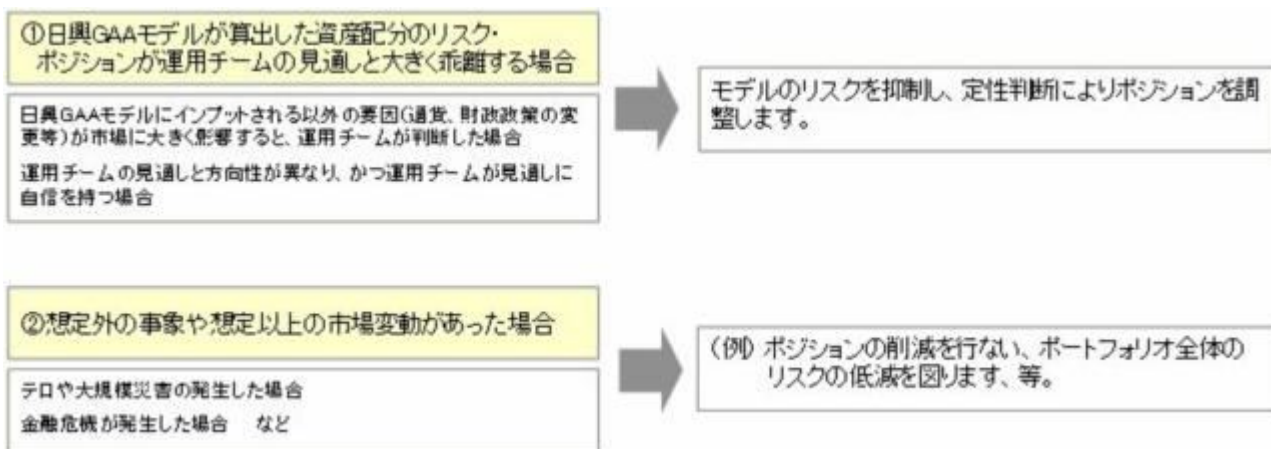 ①日興GAAモデルが算出した資産配分のリスク・
ポジションが運用チームの見通しと大きく乖離する場合
日興GAAモデルにインプットされる以外の要因(通貨、財政政策の変
更等)が市場に大きく影響すると、運用チームが判断した場合
運用チームの見通しと方向性が異なり、かつ運用チームが見通しに
自信を持つ場合
モデルのリスクを抑制し、定性判断によりポジションを調
整します。
②想定外の事象や想定以上の市場変動があった場合
テロや大規模災害の発生した場合
金融危機が発生した場合 など
(例) ポジションの削減を行ない、ポートフォリオ全体の
リスクの低減を図ります、等。